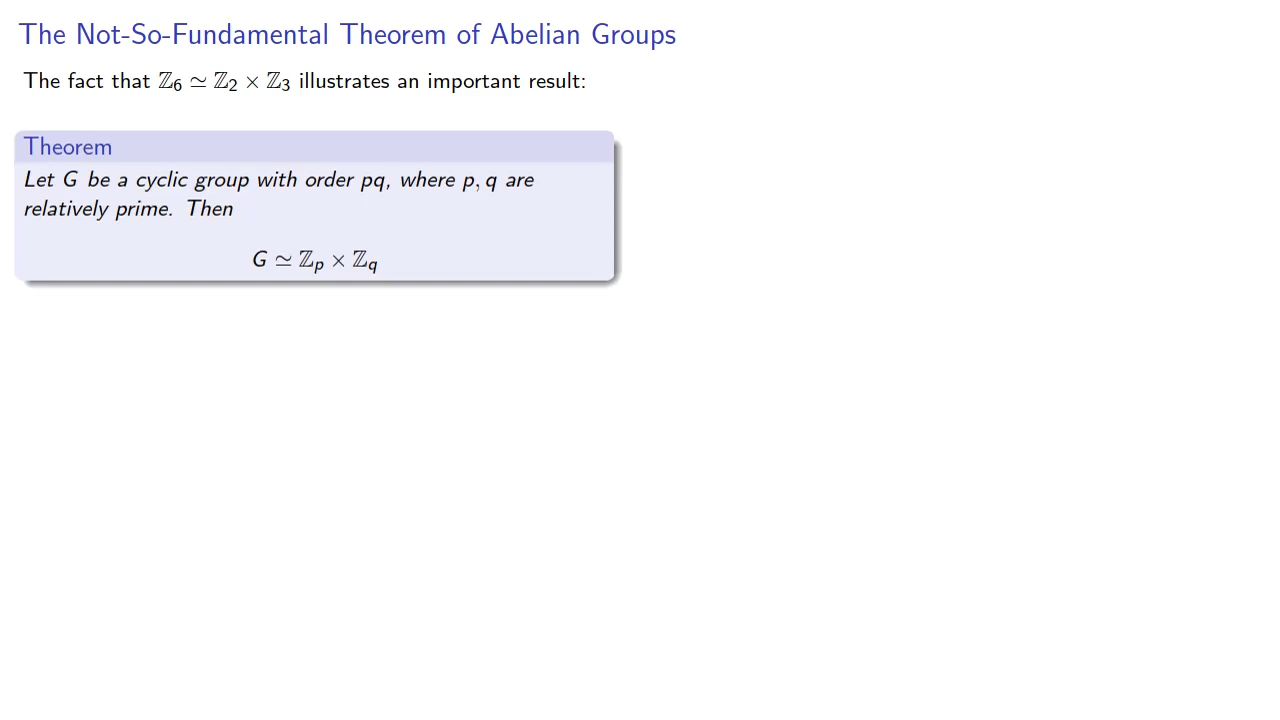 The Not-So-Fundamental Theorem of Abelian Groups
The fact that ℤ₆ ≃ ℤ₂ × ℤ₃ illustrates an important result:
Theorem
Let G be a cyclic group with order pq, where p, q are
relatively prime. Then
G ≃ ℤₚ × ℤ_q